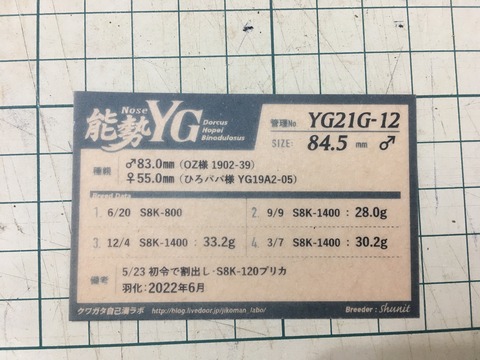 能勢 Nose YG
Dorcus
Hopei
Binodulosus
管理No. YG21G-12
SIZE: 84.5 mm ♂
種親 ♂83.0mm（OZ様 1902-39）
♀55.0mm（ひろパパ様 YG19A2-05）
Breed Data
1. 6/20 S8K-800
2. 9/9 S8K-1400 : 28.0g
3. 12/4 S8K-1400 : 33.2g
4. 3/7 S8K-1400 : 30.2g
備考 5/23 初令で割出し・S8K-120プリカ
羽化: 2022年6月
クワガタ自己満ラボ http://blog.livedoor.jp/jikoman_labo/
Breeder : Shunit